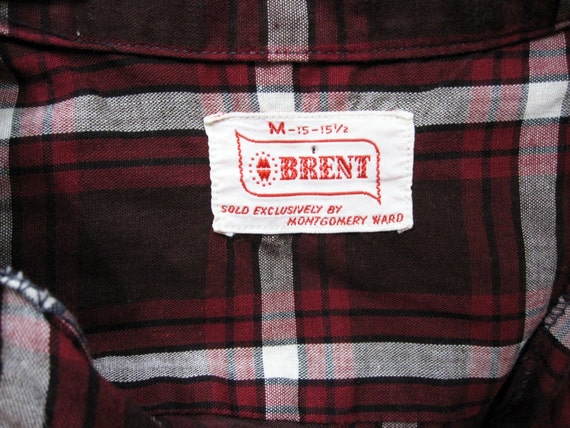 M-15-15½
BRENT
SOLD EXCLUSIVELY BY
MONTGOMERY WARD